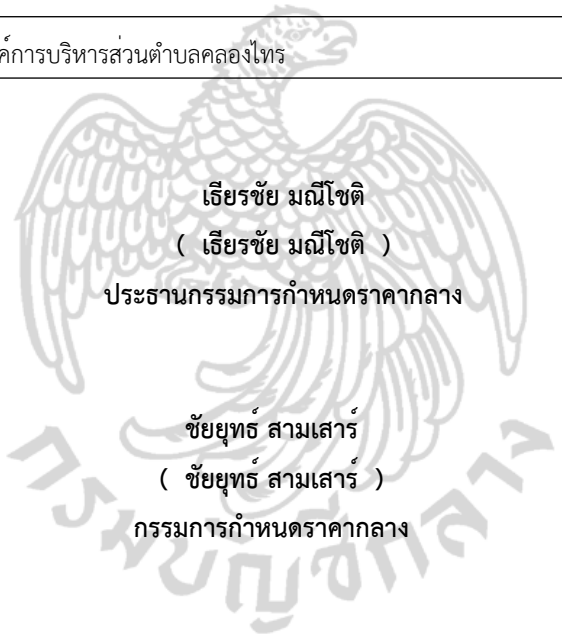 ค์การบริหารส่วนตำบลคลองไทร
เธียรชัย มณีโชติ
( เธียรชัย มณีโชติ )
ประธานกรรมการกำหนดราคากลาง
ชัยยุทธ์ สามเสาร์
( ชัยยุทธ์ สามเสาร์ )
กรรมการกำหนดราคากลาง
กรมบัญชีกลาง